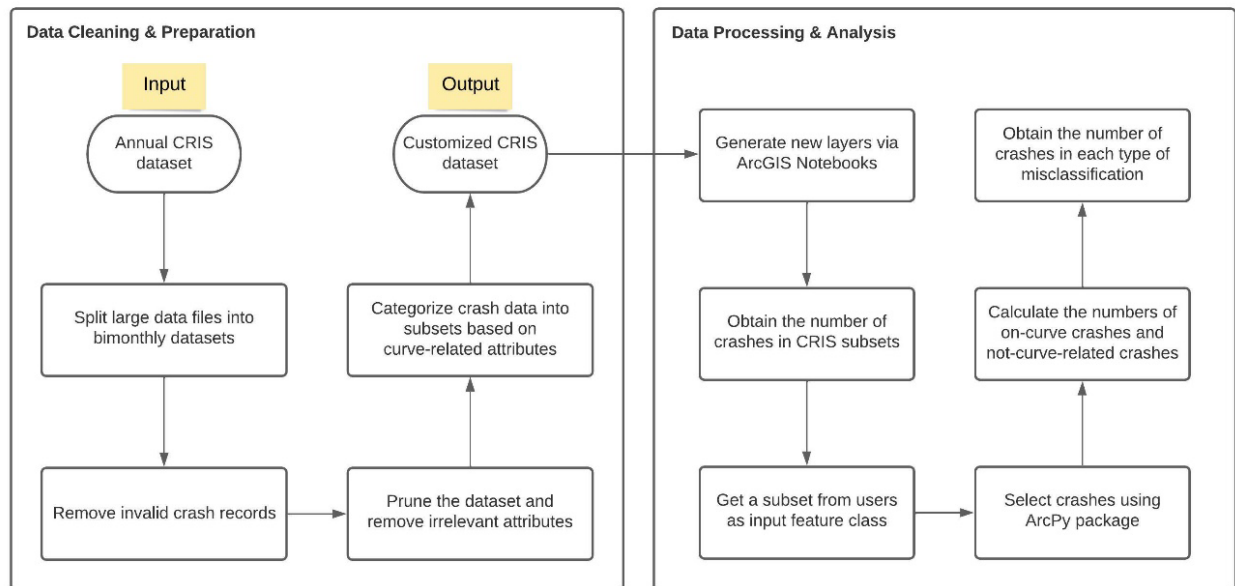 Data Cleaning & Preparation
Input
Output
Annual CRIS
dataset
Customized CRIS
dataset
Split large data files into
bimonthly datasets
Categorize crash data into
subsets based on
curve-related attributes
Remove invalid crash records
Prune the dataset and
remove irrelevant attributes
Data Processing & Analysis
Generate new layers via
ArcGIS Notebooks
Obtain the number of
crashes in each type of
misclassification
Obtain the number of
crashes in CRIS subsets
Calculate the numbers of
on-curve crashes and
not-curve-related crashes
Get a subset from users
as input feature class
Select crashes using
ArcPy package